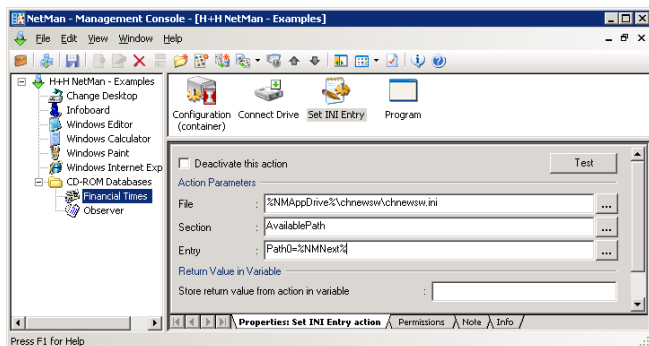 NetMan - Management Console - [H+H NetMan - Examples]
File Edit View Window Help
H+H NetMan - Examples
Change Desktop
Infoboard
Windows Editor
Windows Calculator
Windows Paint
Windows Internet Exp
CD-ROM Databases
Financial Times
Observer
Configuration (container)
Connect Drive
Set INI Entry
Program
Deactivate this action
Test
Action Parameters
File : %NMAppDrive%\chnewsw\chnewsw.ini ...
Section : AvailablePath ...
Entry : Path0=%NMNext% ...
Return Value in Variable
Store return value from action in variable :
Properties: Set INI Entry action / Permissions / Note / Info
Press F1 for Help